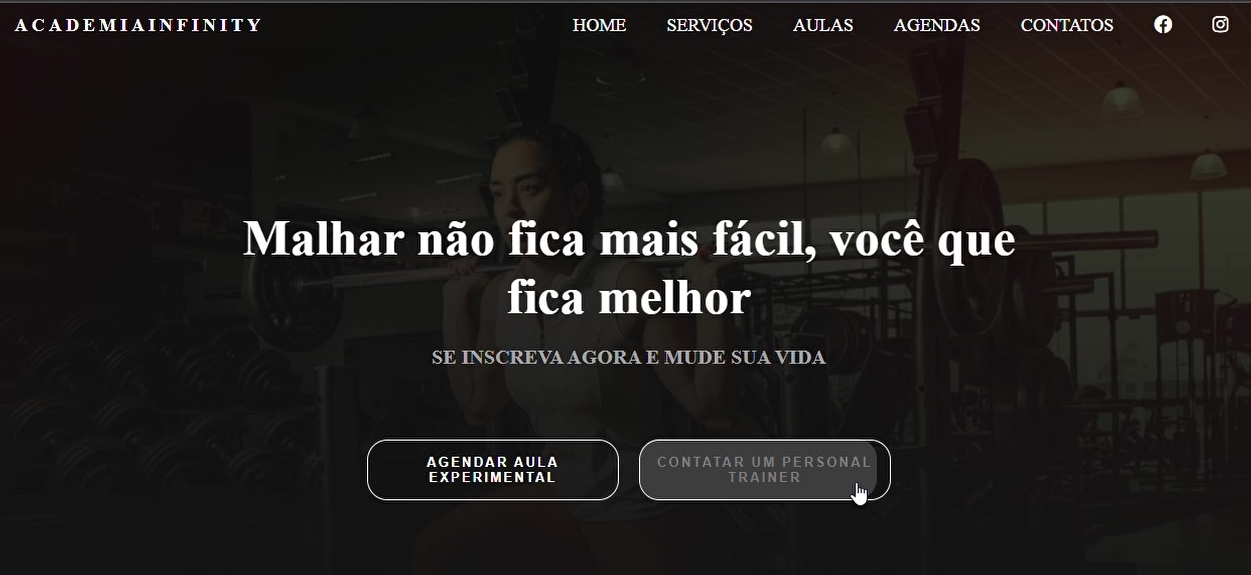 ACADEMIAINFINITY
HOME SERVIÇOS AULAS AGENDAS CONTATOS
Malhar não fica mais fácil, você que
fica melhor
SE INSCREVA AGORA E MUDE SUA VIDA
AGENDAR AULA
EXPERIMENTAL
CONTATAR UM PERSONAL
TRAINER